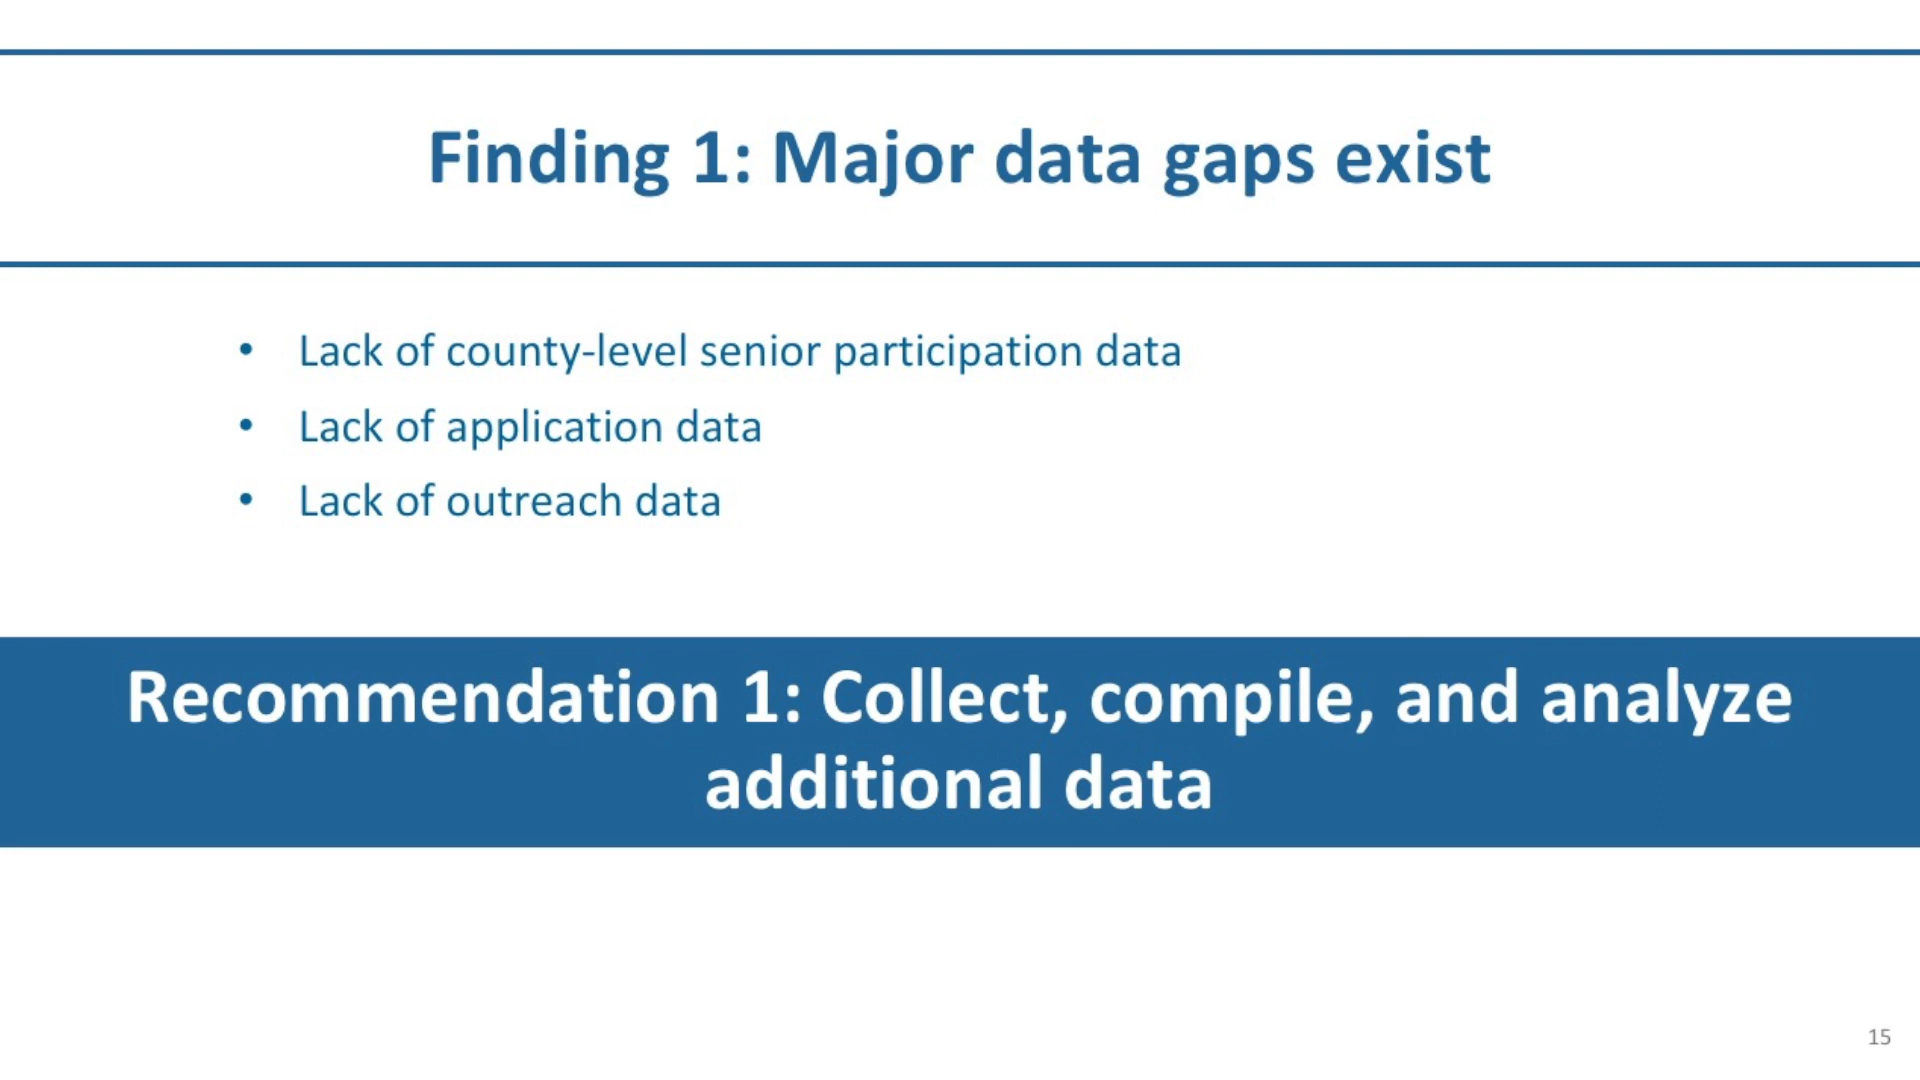 Finding 1: Major data gaps exist
• Lack of county-level senior participation data
• Lack of application data
• Lack of outreach data
Recommendation 1: Collect, compile, and analyze
additional data
15